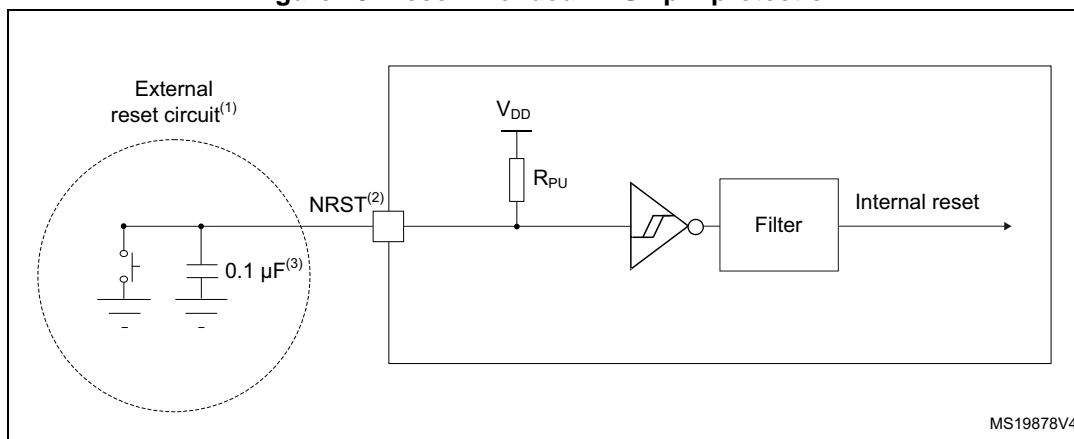 External
reset circuit(1)
VDD
RPU
NRST(2)
0.1 µF(3)
Filter
Internal reset
MS19878V4